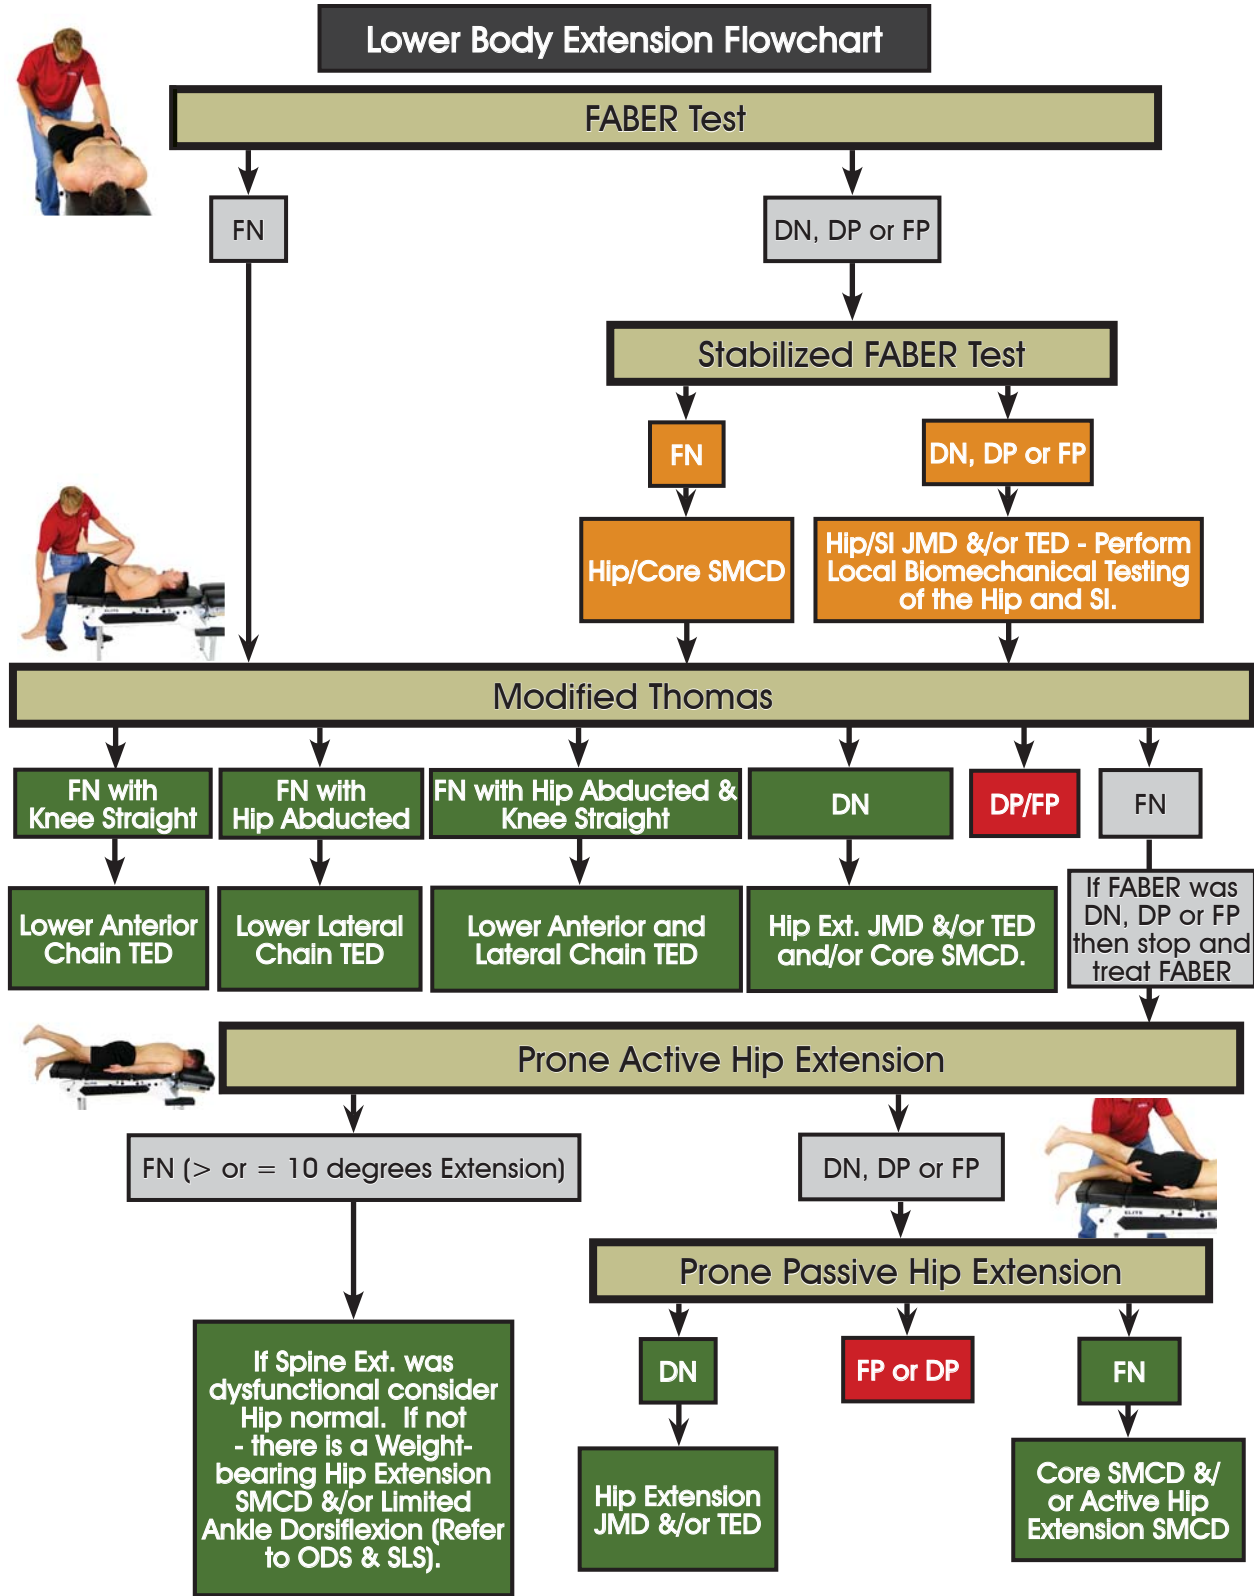 Lower Body Extension Flowchart
FABER Test
FN
DN, DP or FP
Stabilized FABER Test
FN
DN, DP or FP
Hip/Core SMCD
Hip/SI JMD &/or TED - Perform
Local Biomechanical Testing
of the Hip and SI.
Modified Thomas
FN with
Knee Straight
FN with
Hip Abducted
FN with Hip Abducted &
Knee Straight
DN
DP/FP
FN
Lower Anterior
Chain TED
Lower Lateral
Chain TED
Lower Anterior and
Lateral Chain TED
Hip Ext. JMD &/or TED
and/or Core SMCD.
If FABER was
DN, DP or FP
then stop and
treat FABER
Prone Active Hip Extension
FN (> or = 10 degrees Extension)
DN, DP or FP
ELITE
Prone Passive Hip Extension
DN
FP or DP
FN
If Spine Ext. was
dysfunctional consider
Hip normal.  If not
- there is a Weight-
bearing Hip Extension
SMCD &/or Limited
Ankle Dorsiflexion (Refer
to ODS & SLS).
Hip Extension
JMD &/or TED
Core SMCD &/
or Active Hip
Extension SMCD